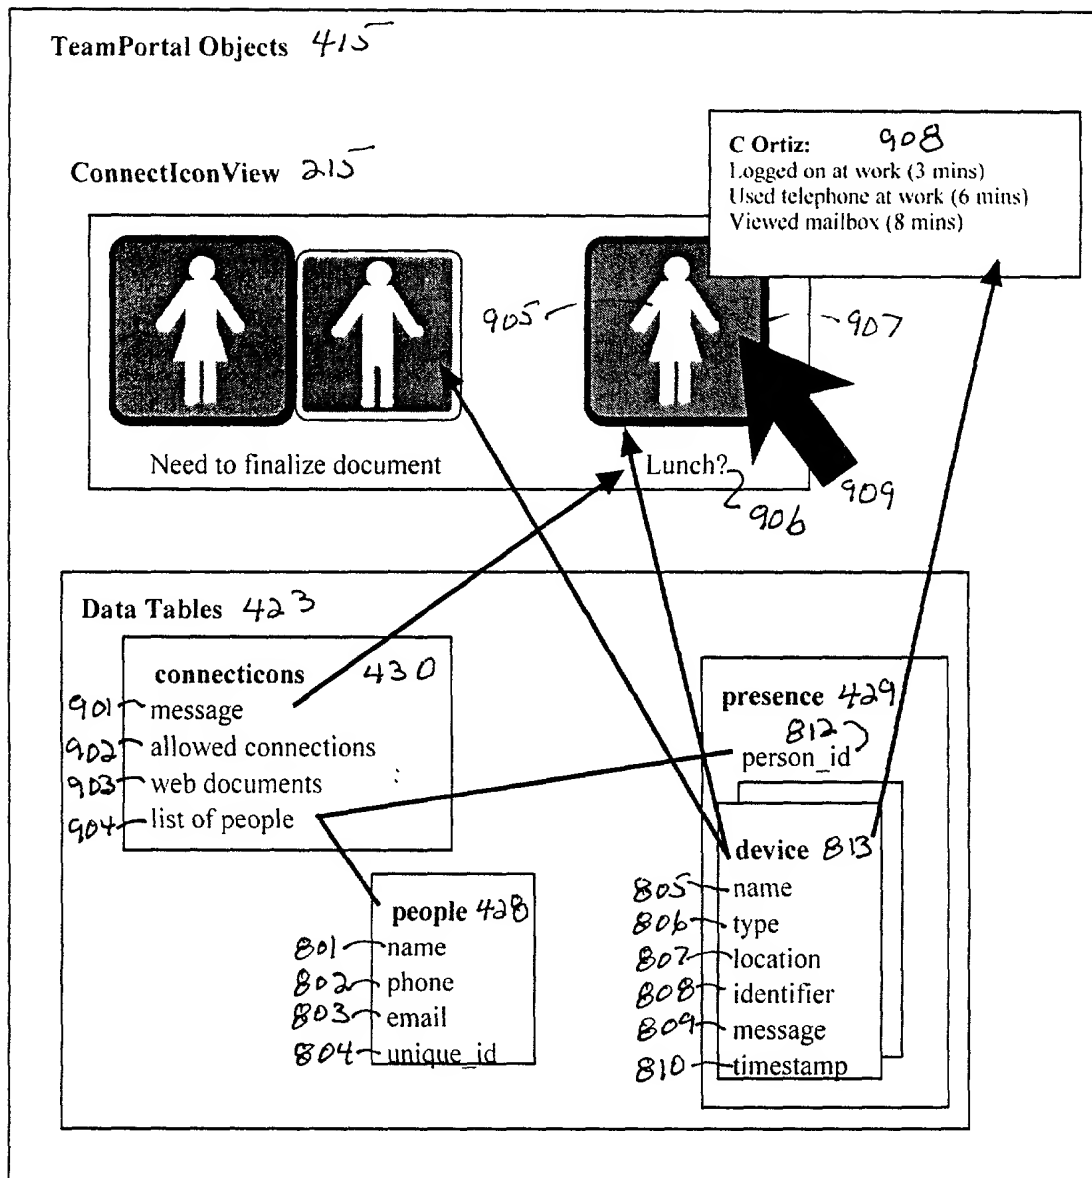 TeamPortal Objects 415
C Ortiz: 908
Logged on at work (3 mins)
Used telephone at work (6 mins)
Viewed mailbox (8 mins)
ConnectIconView 215
905
907
Need to finalize document
Lunch?
906
909
Data Tables 423
connecticons 430
901 message
902 allowed connections
903 web documents
904 list of people
people 428
801 name
802 phone
803 email
804 unique_id
presence 429
812
person_id
device 813
805 name
806 type
807 location
808 identifier
809 message
810 timestamp